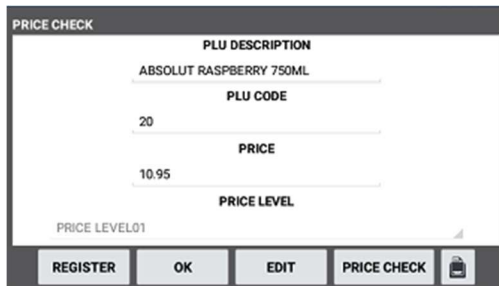 PRICE CHECK
PLU DESCRIPTION
ABSOLUT RASPBERRY 750ML
PLU CODE
20
PRICE
10.95
PRICE LEVEL
PRICE LEVEL01
REGISTER OK EDIT PRICE CHECK